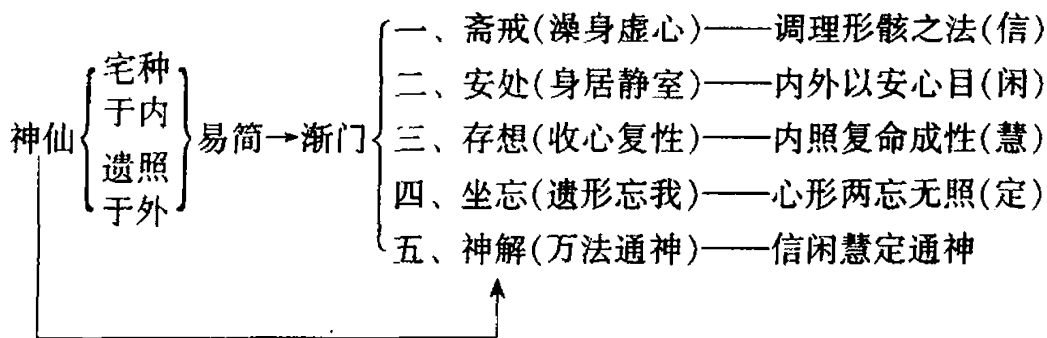 一、斋戒(澡身虚心)——调理形骸之法(信)
宅种
于内
二、安处(身居静室)——内外以安心目(闲)
神仙 易简→渐门 三、存想(收心复性)——内照复命成性(慧)
遗照
于外
四、坐忘(遗形忘我)——心形两忘无照(定)
五、神解(万法通神)——信闲慧定通神